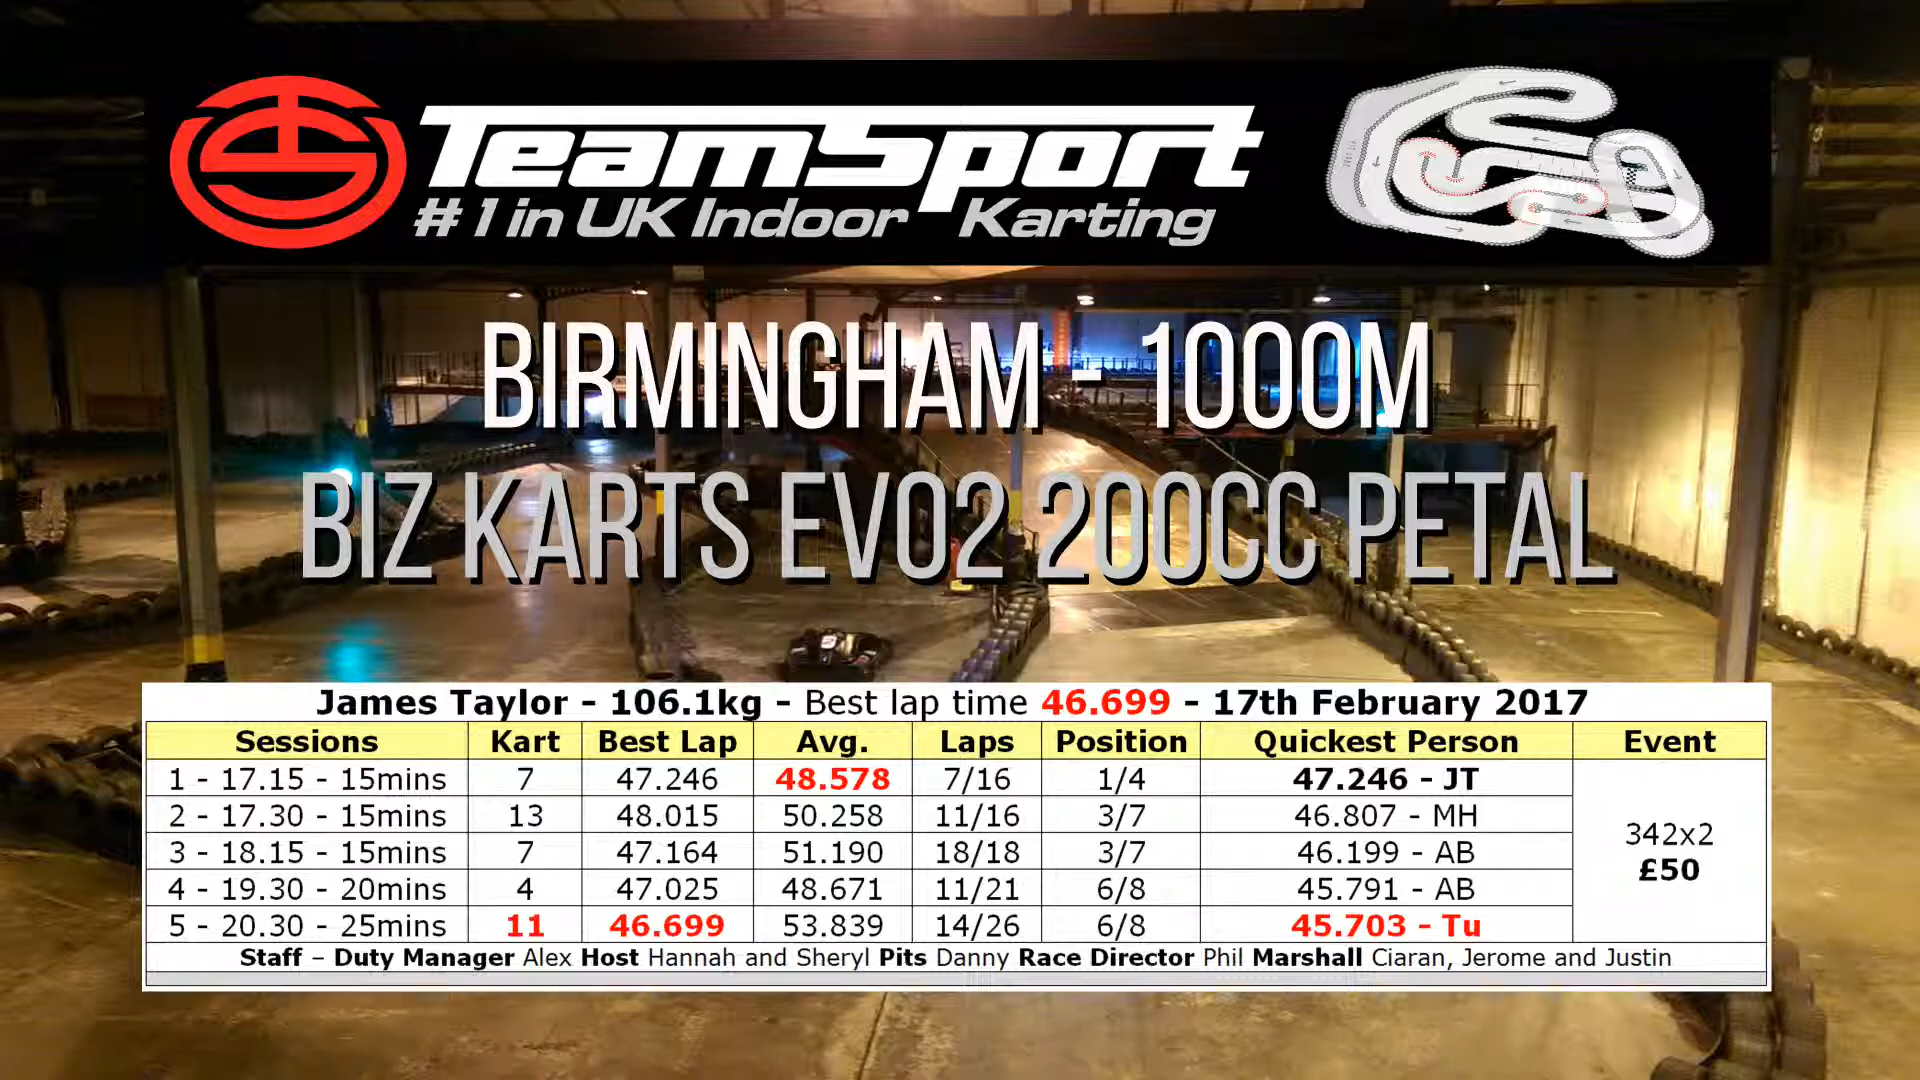 TeamSport
#1 in UK Indoor Karting
BIRMINGHAM - 1000M
BIZ KARTS EVO2 200CC PETAL
James Taylor - 106.1kg - Best lap time 46.699 - 17th February 2017
Sessions Kart Best Lap Avg. Laps Position Quickest Person Event
1 - 17.15 - 15mins 7 47.246 48.578 7/16 1/4 47.246 - JT
2 - 17.30 - 15mins 13 48.015 50.258 11/16 3/7 46.807 - MH
3 - 18.15 - 15mins 7 47.164 51.190 18/18 3/7 46.199 - AB
4 - 19.30 - 20mins 4 47.025 48.671 11/21 6/8 45.791 - AB
5 - 20.30 - 25mins 11 46.699 53.839 14/26 6/8 45.703 - Tu
342x2
£50
Staff – Duty Manager Alex Host Hannah and Sheryl Pits Danny Race Director Phil Marshall Ciaran, Jerome and Justin